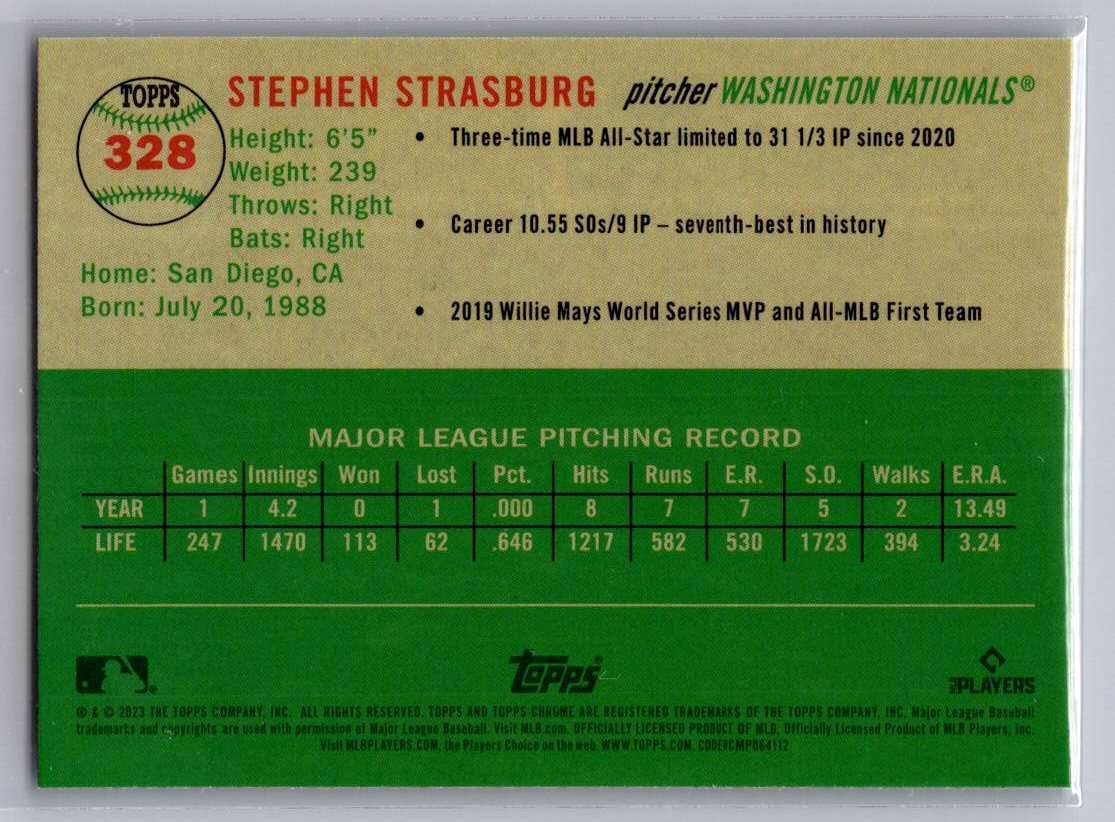 TOPPS
328
STEPHEN STRASBURG pitcher WASHINGTON NATIONALS®
Height: 6'5"
Weight: 239
Throws: Right
Bats: Right
Home: San Diego, CA
Born: July 20, 1988
• Three-time MLB All-Star limited to 31 1/3 IP since 2020
• Career 10.55 SOs/9 IP – seventh-best in history
• 2019 Willie Mays World Series MVP and All-MLB First Team
MAJOR LEAGUE PITCHING RECORD
Games Innings Won Lost Pct. Hits Runs E.R. S.O. Walks E.R.A.
YEAR 1 4.2 0 1 .000 8 7 7 5 2 13.49
LIFE 247 1470 113 62 .646 1217 582 530 1723 394 3.24
topps®
MLB PLAYERS
® & © 2023 THE TOPPS COMPANY, INC. ALL RIGHTS RESERVED. TOPPS AND TOPPS CHROME ARE REGISTERED TRADEMARKS OF THE TOPPS COMPANY, INC. Major League Baseball
trademarks and copyrights are used with permission of Major League Baseball. Visit MLB.com. OFFICIALLY LICENSED PRODUCT OF MLB. Officially Licensed Product of MLB Players, Inc.
Visit MLBPLAYERS.COM, the Players Choice on the web. WWW.TOPPS.COM. CODE#CMP064112